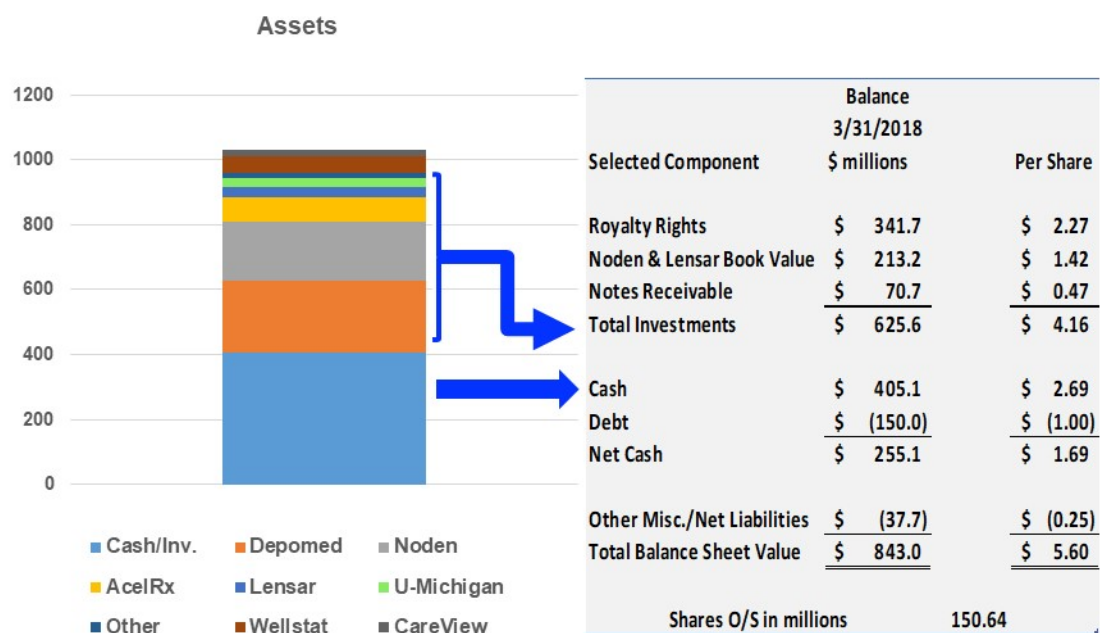 Assets
1200
1000
800
600
400
200
0
Cash/Inv. Depomed Noden
AcelRx Lensar U-Michigan
Other Wellstat CareView
Balance
3/31/2018
Selected Component $ millions Per Share
Royalty Rights $ 341.7 $ 2.27
Noden & Lensar Book Value $ 213.2 $ 1.42
Notes Receivable $ 70.7 $ 0.47
Total Investments $ 625.6 $ 4.16
Cash $ 405.1 $ 2.69
Debt $ (150.0) $ (1.00)
Net Cash $ 255.1 $ 1.69
Other Misc./Net Liabilities $ (37.7) $ (0.25)
Total Balance Sheet Value $ 843.0 $ 5.60
Shares O/S in millions 150.64